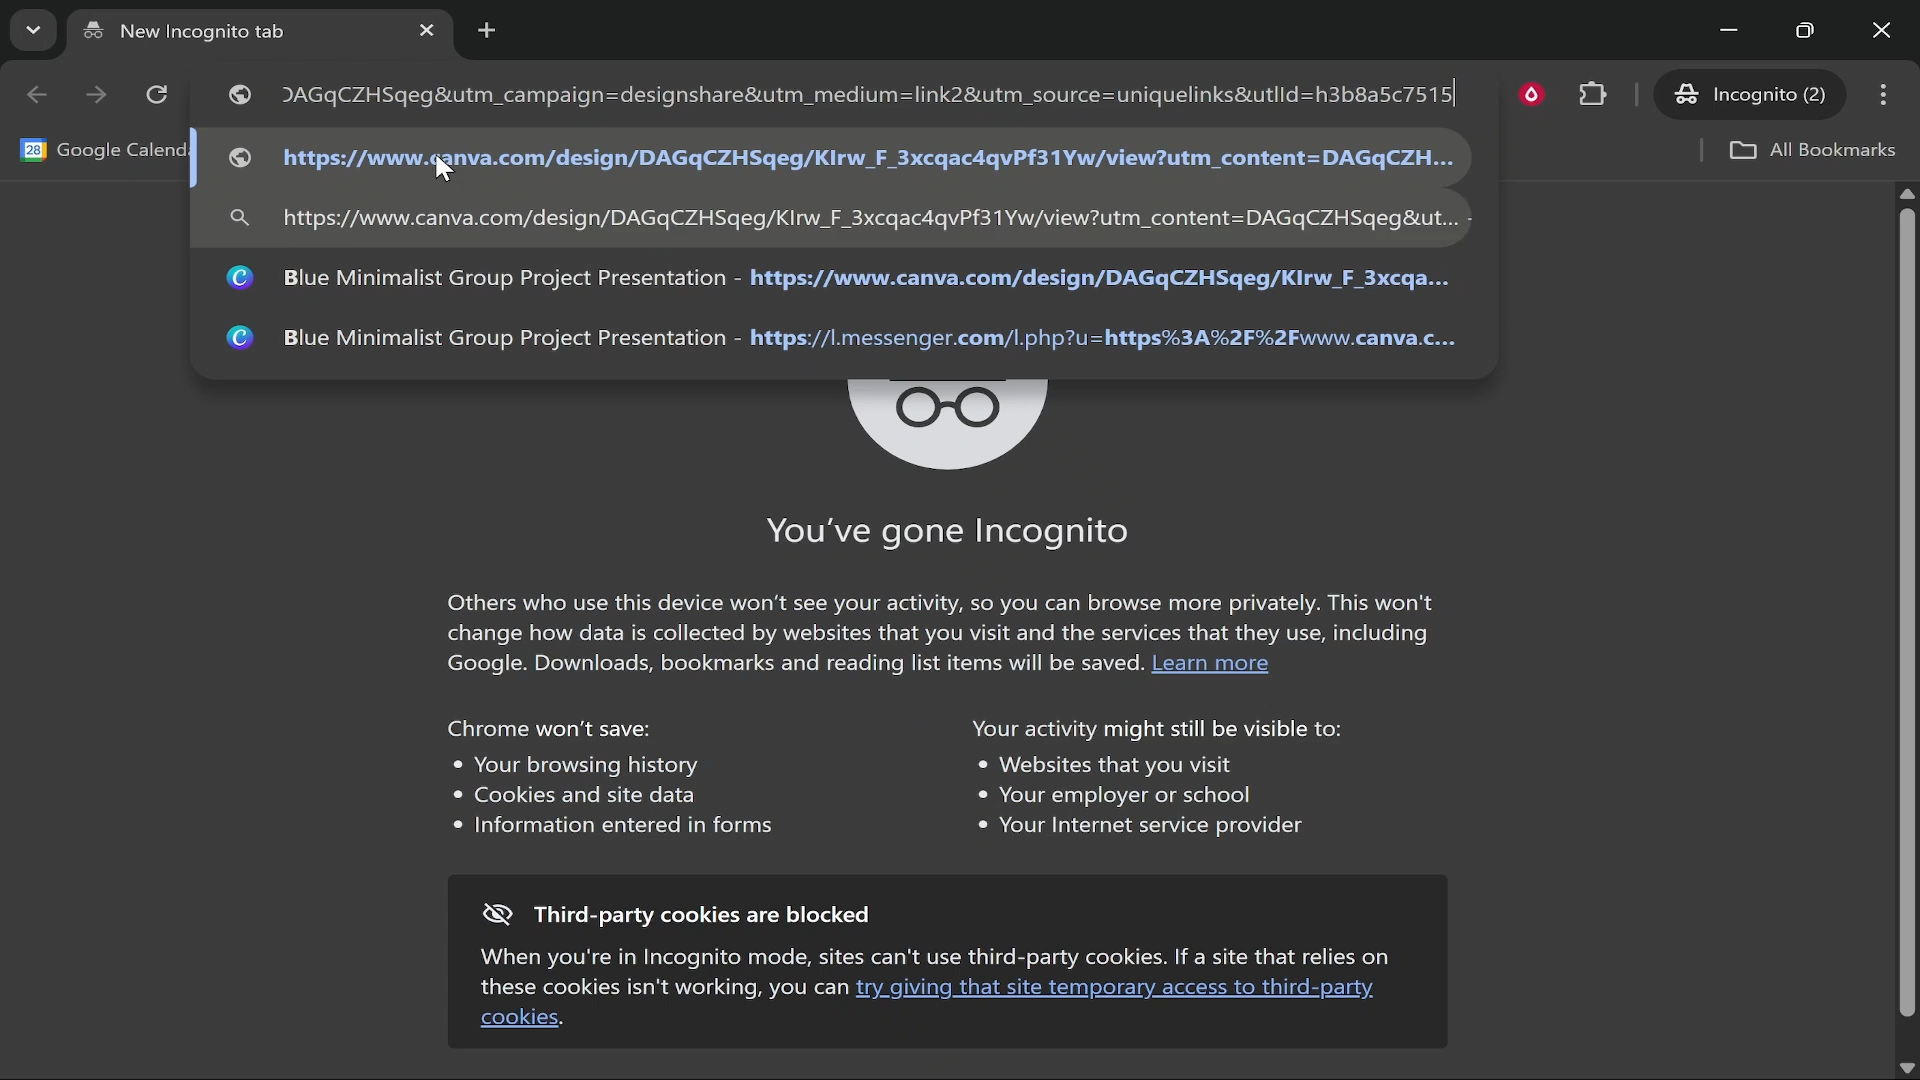 New Incognito tab
DAGqCZHSqeg&utm_campaign=designshare&utm_medium=link2&utm_source=uniquelinks&utlId=h3b8a5c7515
Incognito (2)
28 Google Calenda
https://www.canva.com/design/DAGqCZHSqeg/KIrw_F_3xcqac4qvPf31Yw/view?utm_content=DAGqCZH...
All Bookmarks
https://www.canva.com/design/DAGqCZHSqeg/KIrw_F_3xcqac4qvPf31Yw/view?utm_content=DAGqCZHSqeg&ut... -
Blue Minimalist Group Project Presentation - https://www.canva.com/design/DAGqCZHSqeg/KIrw_F_3xcqa...
Blue Minimalist Group Project Presentation - https://l.messenger.com/l.php?u=https%3A%2F%2Fwww.canva.c...
You've gone Incognito
Others who use this device won't see your activity, so you can browse more privately. This won't
change how data is collected by websites that you visit and the services that they use, including
Google. Downloads, bookmarks and reading list items will be saved. Learn more
Chrome won't save:
• Your browsing history
• Cookies and site data
• Information entered in forms
Your activity might still be visible to:
• Websites that you visit
• Your employer or school
• Your Internet service provider
Third-party cookies are blocked
When you're in Incognito mode, sites can't use third-party cookies. If a site that relies on
these cookies isn't working, you can try giving that site temporary access to third-party
cookies.